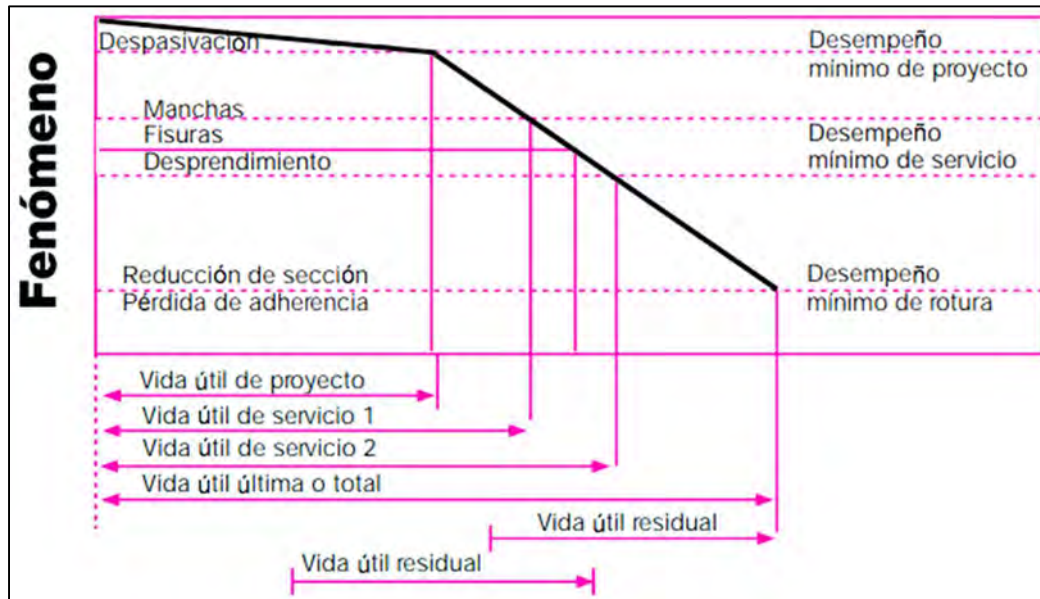 Fenómeno
Despasivación
Desempeño
mínimo de proyecto
Manchas
Fisuras
Desprendimiento
Desempeño
mínimo de servicio
Reducción de sección
Pérdida de adherencia
Desempeño
mínimo de rotura
Vida útil de proyecto
Vida útil de servicio 1
Vida útil de servicio 2
Vida útil última o total
Vida útil residual
Vida útil residual